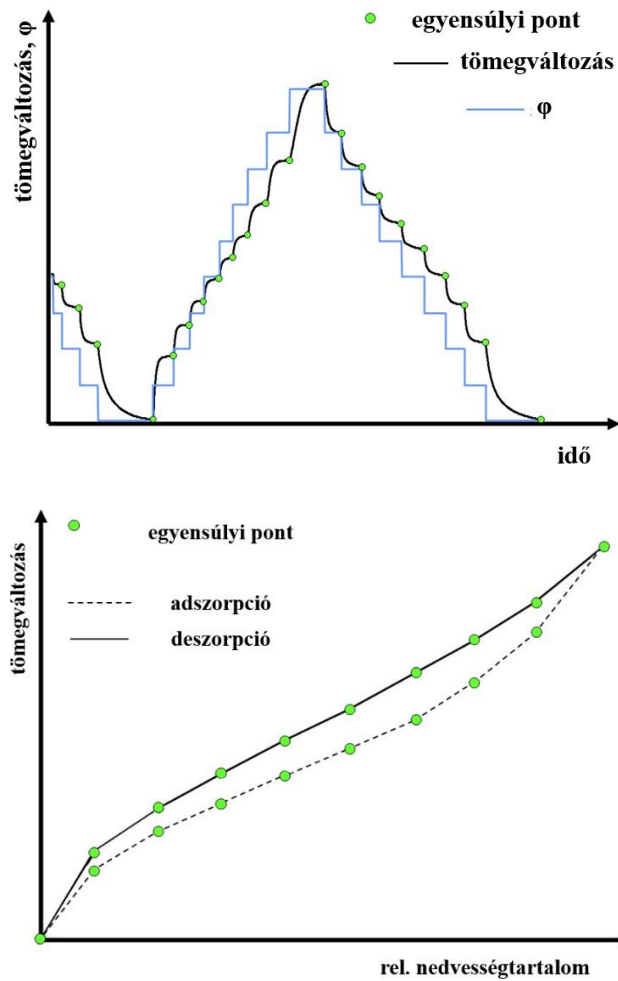 tömegváltozás, φ
egyensúlyi pont
tömegváltozás
φ
idő
tömegváltozás
egyensúlyi pont
adszorpció
deszorpció
rel. nedvességtartalom